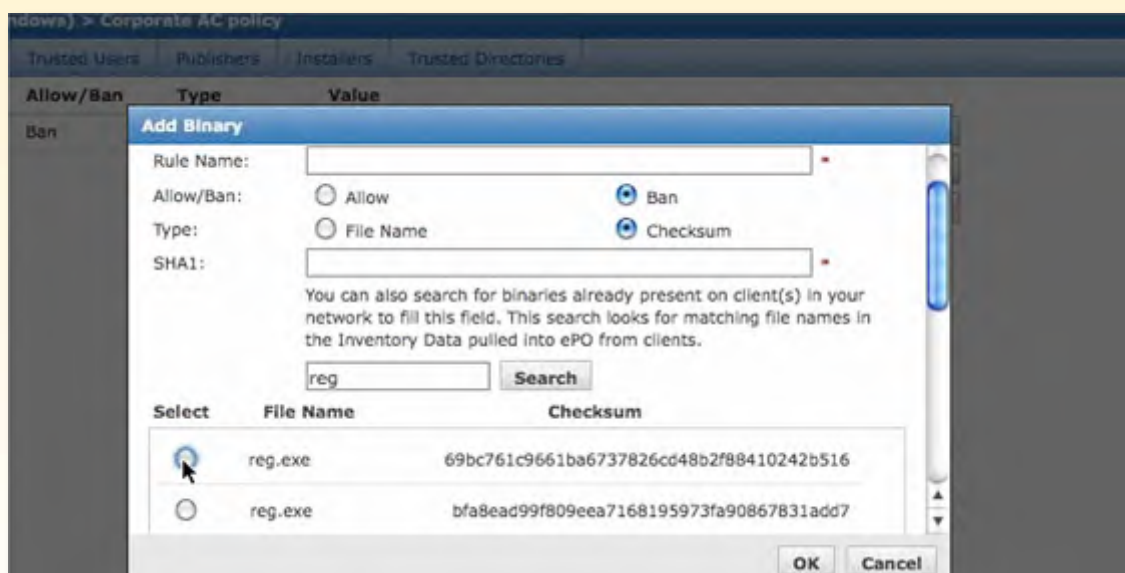 ndows) > Corporate AC policy
Trusted Users Publishers Installers Trusted Directories
Allow/Ban Type Value
Ban
Add Binary
Rule Name:
Allow/Ban: Allow Ban
Type: File Name Checksum
SHA1:
You can also search for binaries already present on client(s) in your
network to fill this field. This search looks for matching file names in
the Inventory Data pulled into ePO from clients.
reg Search
Select File Name Checksum
reg.exe 69bc761c9661ba6737826cd48b2f88410242b516
reg.exe bfa8ead99f809eea7168195973fa90867831add7
OK Cancel